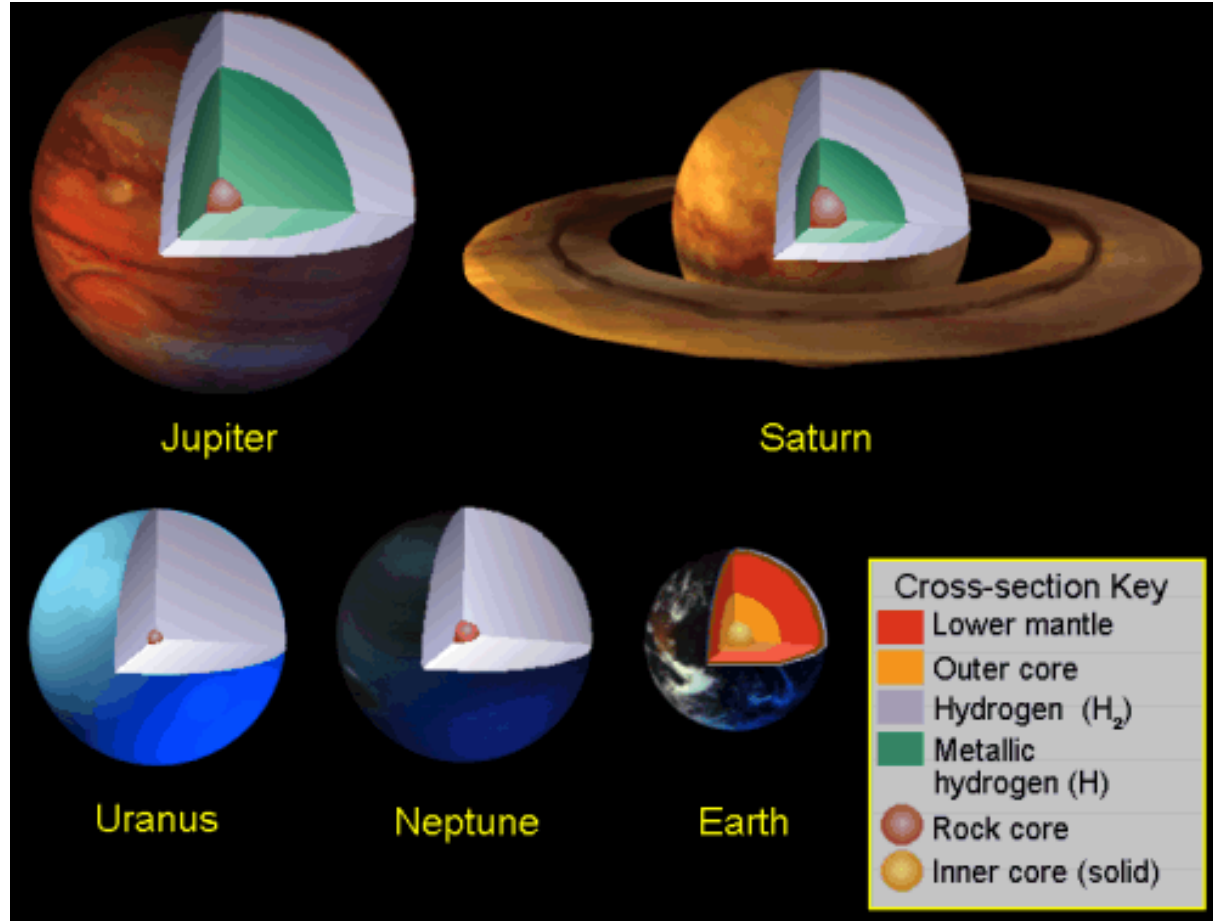 Jupiter
Saturn
Uranus
Neptune
Earth
Cross-section Key
Lower mantle
Outer core
Hydrogen (H₂)
Metallic
hydrogen (H)
Rock core
Inner core (solid)